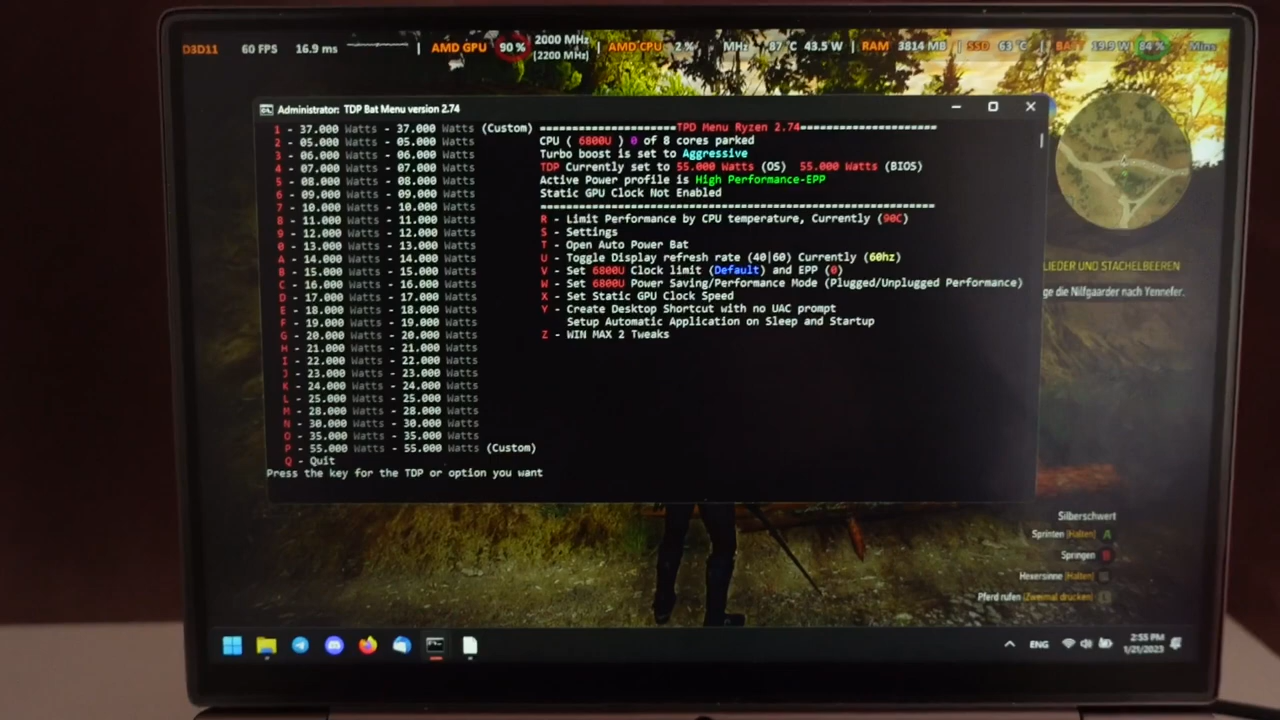 D3D11 60 FPS 16.9 ms | AMD GPU 90 % 2000 MHz [2200 MHz] | AMD CPU 2 % MHz 87 °C 43.5 W | RAM 3814 MB | SSD 63 °C | BATT 19.9 W 84 % Mins
Administrator: TDP Bat Menu version 2.74
1 - 37.000 Watts - 37.000 Watts (Custom)
2 - 05.000 Watts - 05.000 Watts
3 - 06.000 Watts - 06.000 Watts
4 - 07.000 Watts - 07.000 Watts
5 - 08.000 Watts - 08.000 Watts
6 - 09.000 Watts - 09.000 Watts
7 - 10.000 Watts - 10.000 Watts
8 - 11.000 Watts - 11.000 Watts
9 - 12.000 Watts - 12.000 Watts
0 - 13.000 Watts - 13.000 Watts
A - 14.000 Watts - 14.000 Watts
B - 15.000 Watts - 15.000 Watts
C - 16.000 Watts - 16.000 Watts
D - 17.000 Watts - 17.000 Watts
E - 18.000 Watts - 18.000 Watts
F - 19.000 Watts - 19.000 Watts
G - 20.000 Watts - 20.000 Watts
H - 21.000 Watts - 21.000 Watts
I - 22.000 Watts - 22.000 Watts
J - 23.000 Watts - 23.000 Watts
K - 24.000 Watts - 24.000 Watts
L - 25.000 Watts - 25.000 Watts
M - 28.000 Watts - 28.000 Watts
N - 30.000 Watts - 30.000 Watts
O - 35.000 Watts - 35.000 Watts
P - 55.000 Watts - 55.000 Watts (Custom)
Q - Quit
Press the key for the TDP or option you want
=====================TPD Menu Ryzen 2.74=====================
CPU ( 6800U ) 0 of 8 cores parked
Turbo boost is set to Aggressive
TDP Currently set to 55.000 Watts (OS) 55.000 Watts (BIOS)
Active Power profile is High Performance-EPP
Static GPU Clock Not Enabled
==============================================================
R - Limit Performance by CPU temperature, Currently (90C)
S - Settings
T - Open Auto Power Bat
U - Toggle Display refresh rate (40|60) Currently (60hz)
V - Set 6800U Clock limit (Default) and EPP (0)
W - Set 6800U Power Saving/Performance Mode (Plugged/Unplugged Performance)
X - Set Static GPU Clock Speed
Y - Create Desktop Shortcut with no UAC prompt
Setup Automatic Application on Sleep and Startup
Z - WIN MAX 2 Tweaks
LIEDER UND STACHELBEEREN
ge die Nilfgaarder nach Yennefer.
Silberschwert
Sprinten [Halten] A
Springen B
Hexersinne [Halten]
Pferd rufen [Zweimal drücken] L
ENG
2:55 PM
1/21/2023